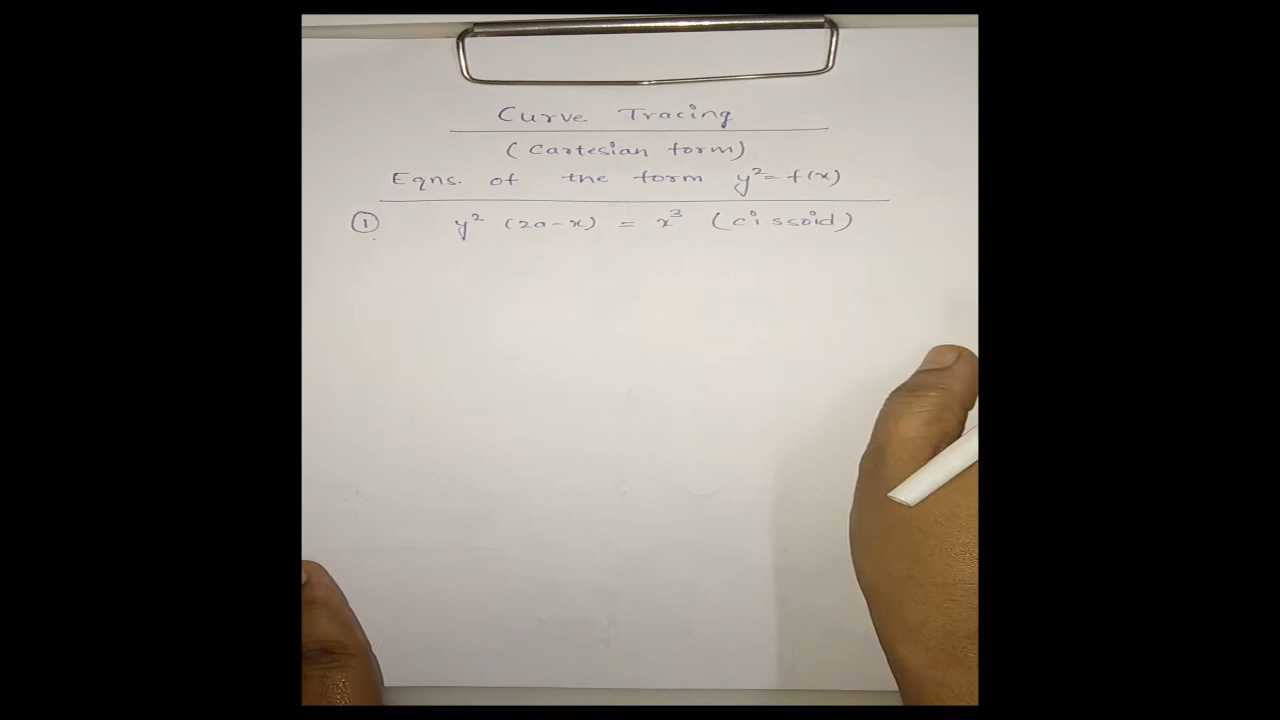 Curve Tracing
(Cartesian form)
Eqns. of the form y² = f(x)
① y² (2a-x) = x³ (cissoid)